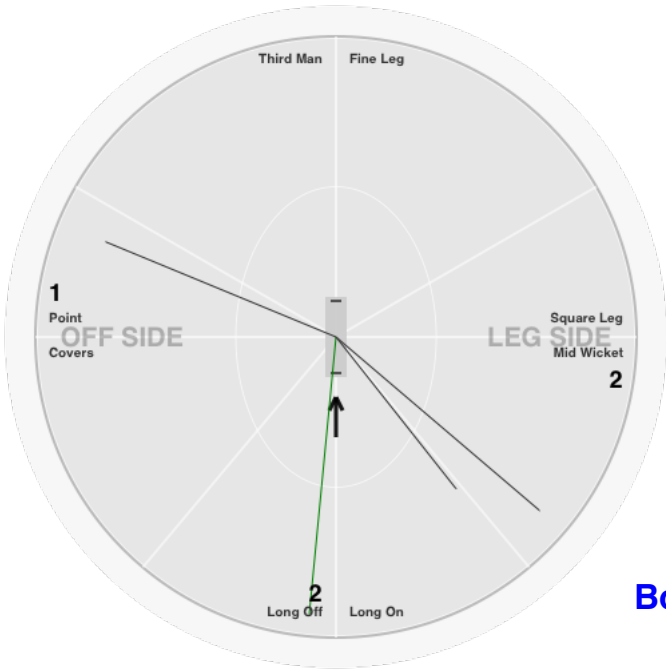 Third Man
Fine Leg
1
Point
Square Leg
OFF SIDE
LEG SIDE
Covers
Mid Wicket
2
2
Long Off
Long On